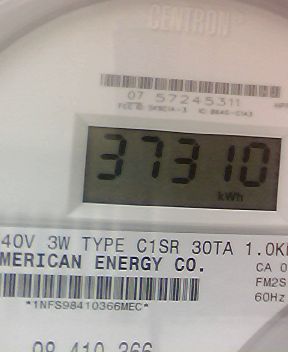 CENTRON
07 57245311
37310
kWh
40V 3W TYPE C1SR 30TA 1.0K
MERICAN ENERGY CO.
CA 0
FM2S
*1NFS98410366MEC*
60Hz
98 410 366